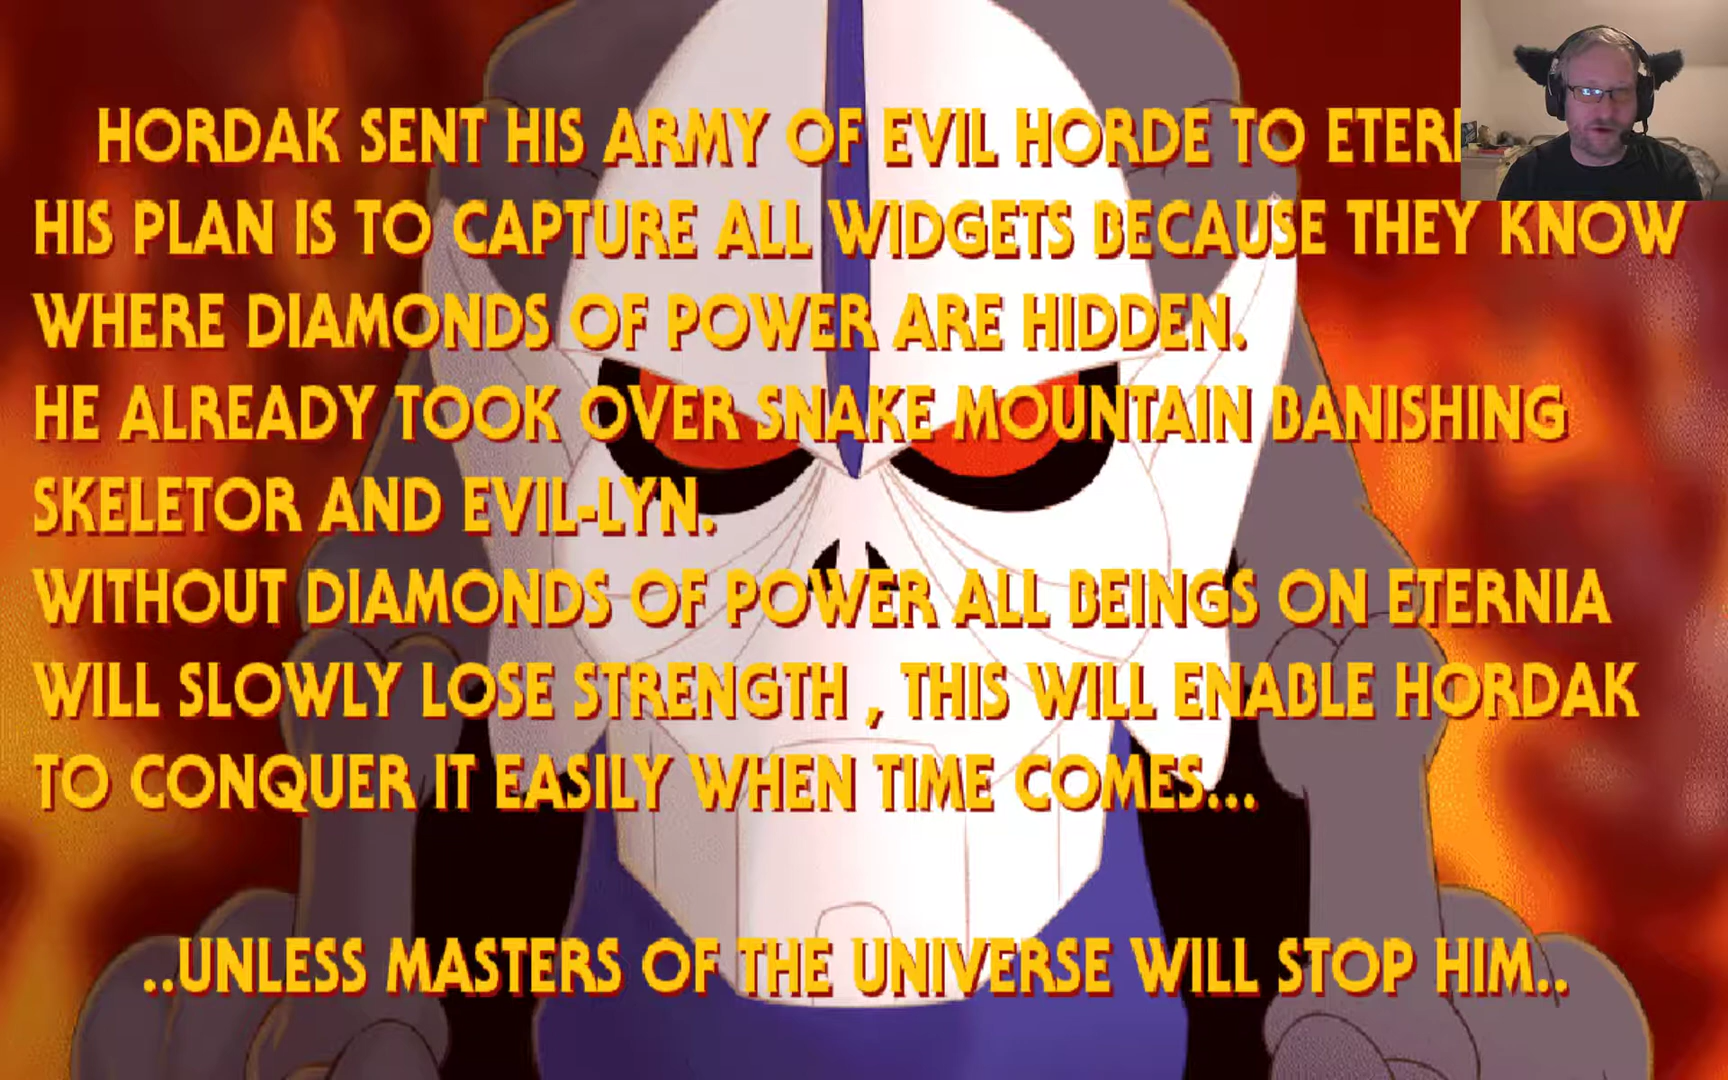 HORDAK SENT HIS ARMY OF EVIL HORDE TO
HIS PLAN IS TO CAPTURE ALL WIDGETS BECAUSE THEY KNOW
WHERE DIAMONDS OF POWER ARE HIDDEN.
HE ALREADY TOOK OVER SNAKE MOUNTAIN BANISHING
SKELETOR AND EVIL-LYN.
WITHOUT DIAMONDS OF POWER ALL BEINGS ON ETERNIA
WILL SLOWLY LOSE STRENGTH , THIS WILL ENABLE HORDAK
TO CONQUER IT EASILY WHEN TIME COMES...
..UNLESS MASTERS OF THE UNIVERSE WILL STOP HIM..